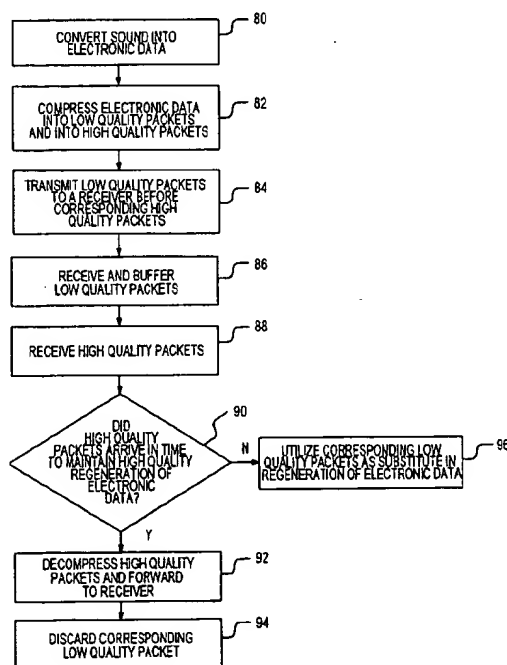 80
CONVERT SOUND INTO
ELECTRONIC DATA
82
COMPRESS ELECTRONIC DATA
INTO LOW QUALITY PACKETS
AND INTO HIGH QUALITY PACKETS
84
TRANSMIT LOW QUALITY PACKETS
TO A RECEIVER BEFORE
CORRESPONDING HIGH
QUALITY PACKETS
86
RECEIVE AND BUFFER
LOW QUALITY PACKETS
88
RECEIVE HIGH QUALITY PACKETS
90
DID
HIGH QUALITY
PACKETS ARRIVE IN TIME
TO MAINTAIN HIGH QUALITY
REGENERATION OF
ELECTRONIC
DATA?
N
96
UTILIZE CORRESPONDING LOW
QUALITY PACKETS AS SUBSTITUTE IN
REGENERATION OF ELECTRONIC DATA
Y
92
DECOMPRESS HIGH QUALITY
PACKETS AND FORWARD
TO RECEIVER
94
DISCARD CORRESPONDING
LOW QUALITY PACKET